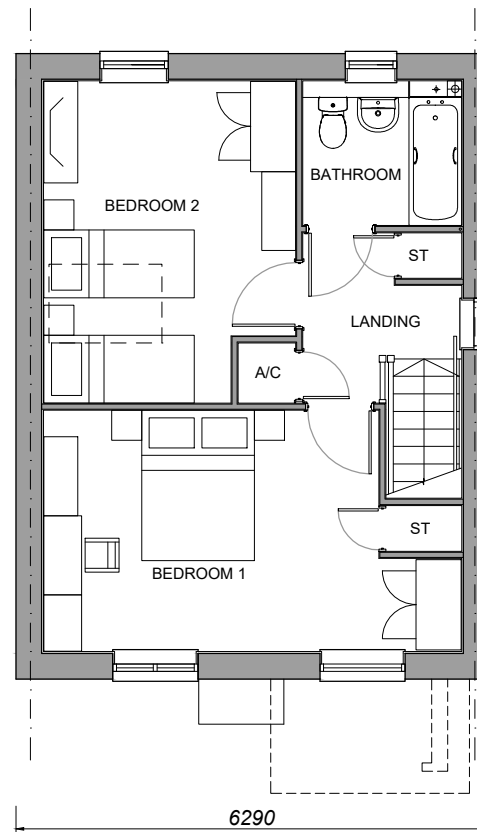 BATHROOM
BEDROOM 2
ST
LANDING
A/C
ST
BEDROOM 1
6290